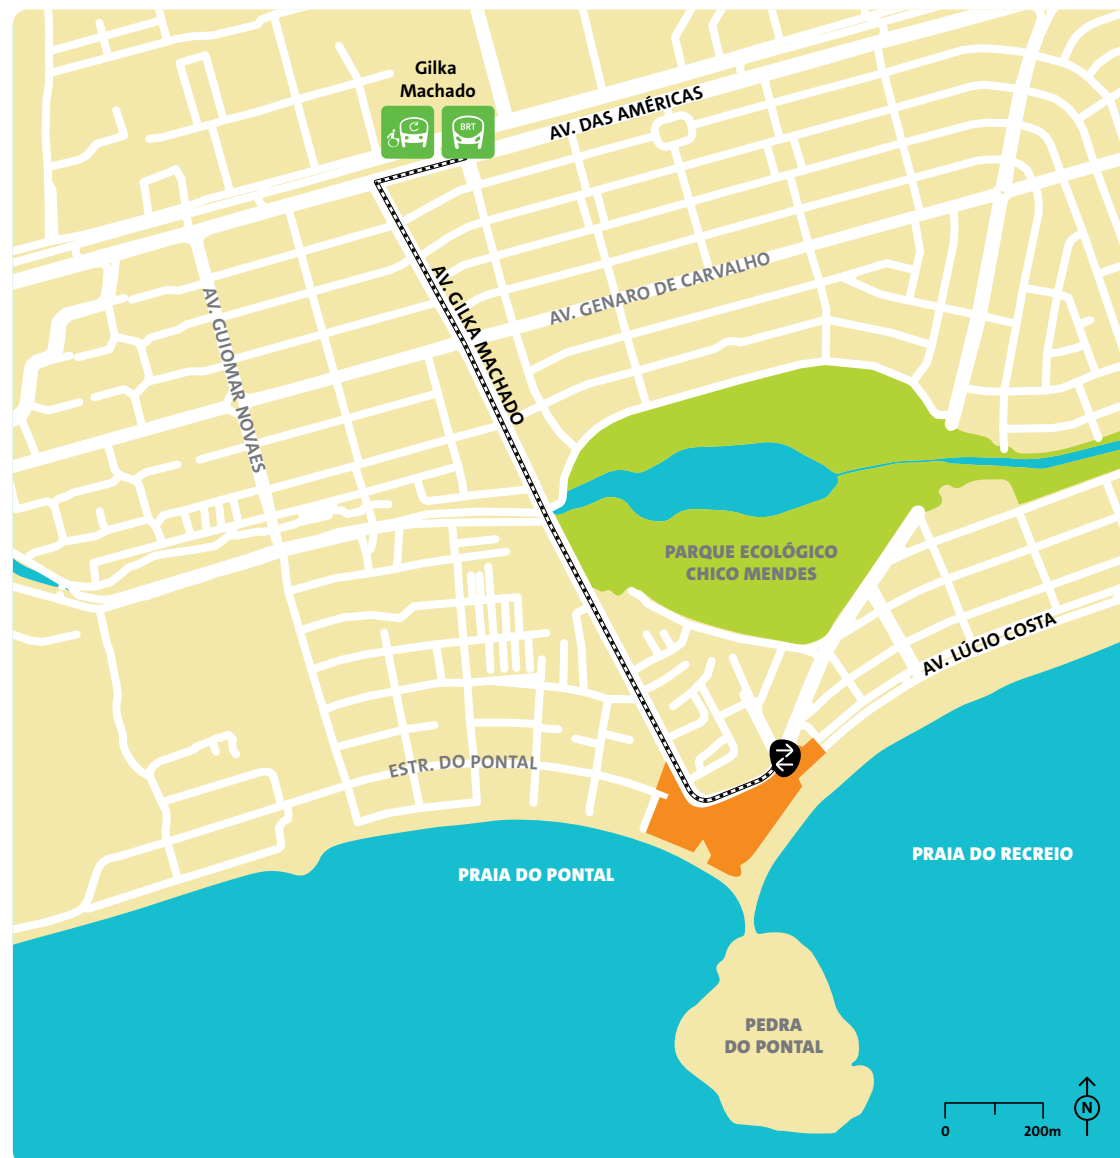 Gilka
Machado
BRT
AV. DAS AMÉRICAS
AV. GILKA MACHADO
AV. GENARO DE CARVALHO
AV. GUIOMAR NOVAES
PARQUE ECOLÓGICO
CHICO MENDES
AV. LÚCIO COSTA
ESTR. DO PONTAL
PRAIA DO PONTAL
PRAIA DO RECREIO
PEDRA
DO PONTAL
N
0 200m